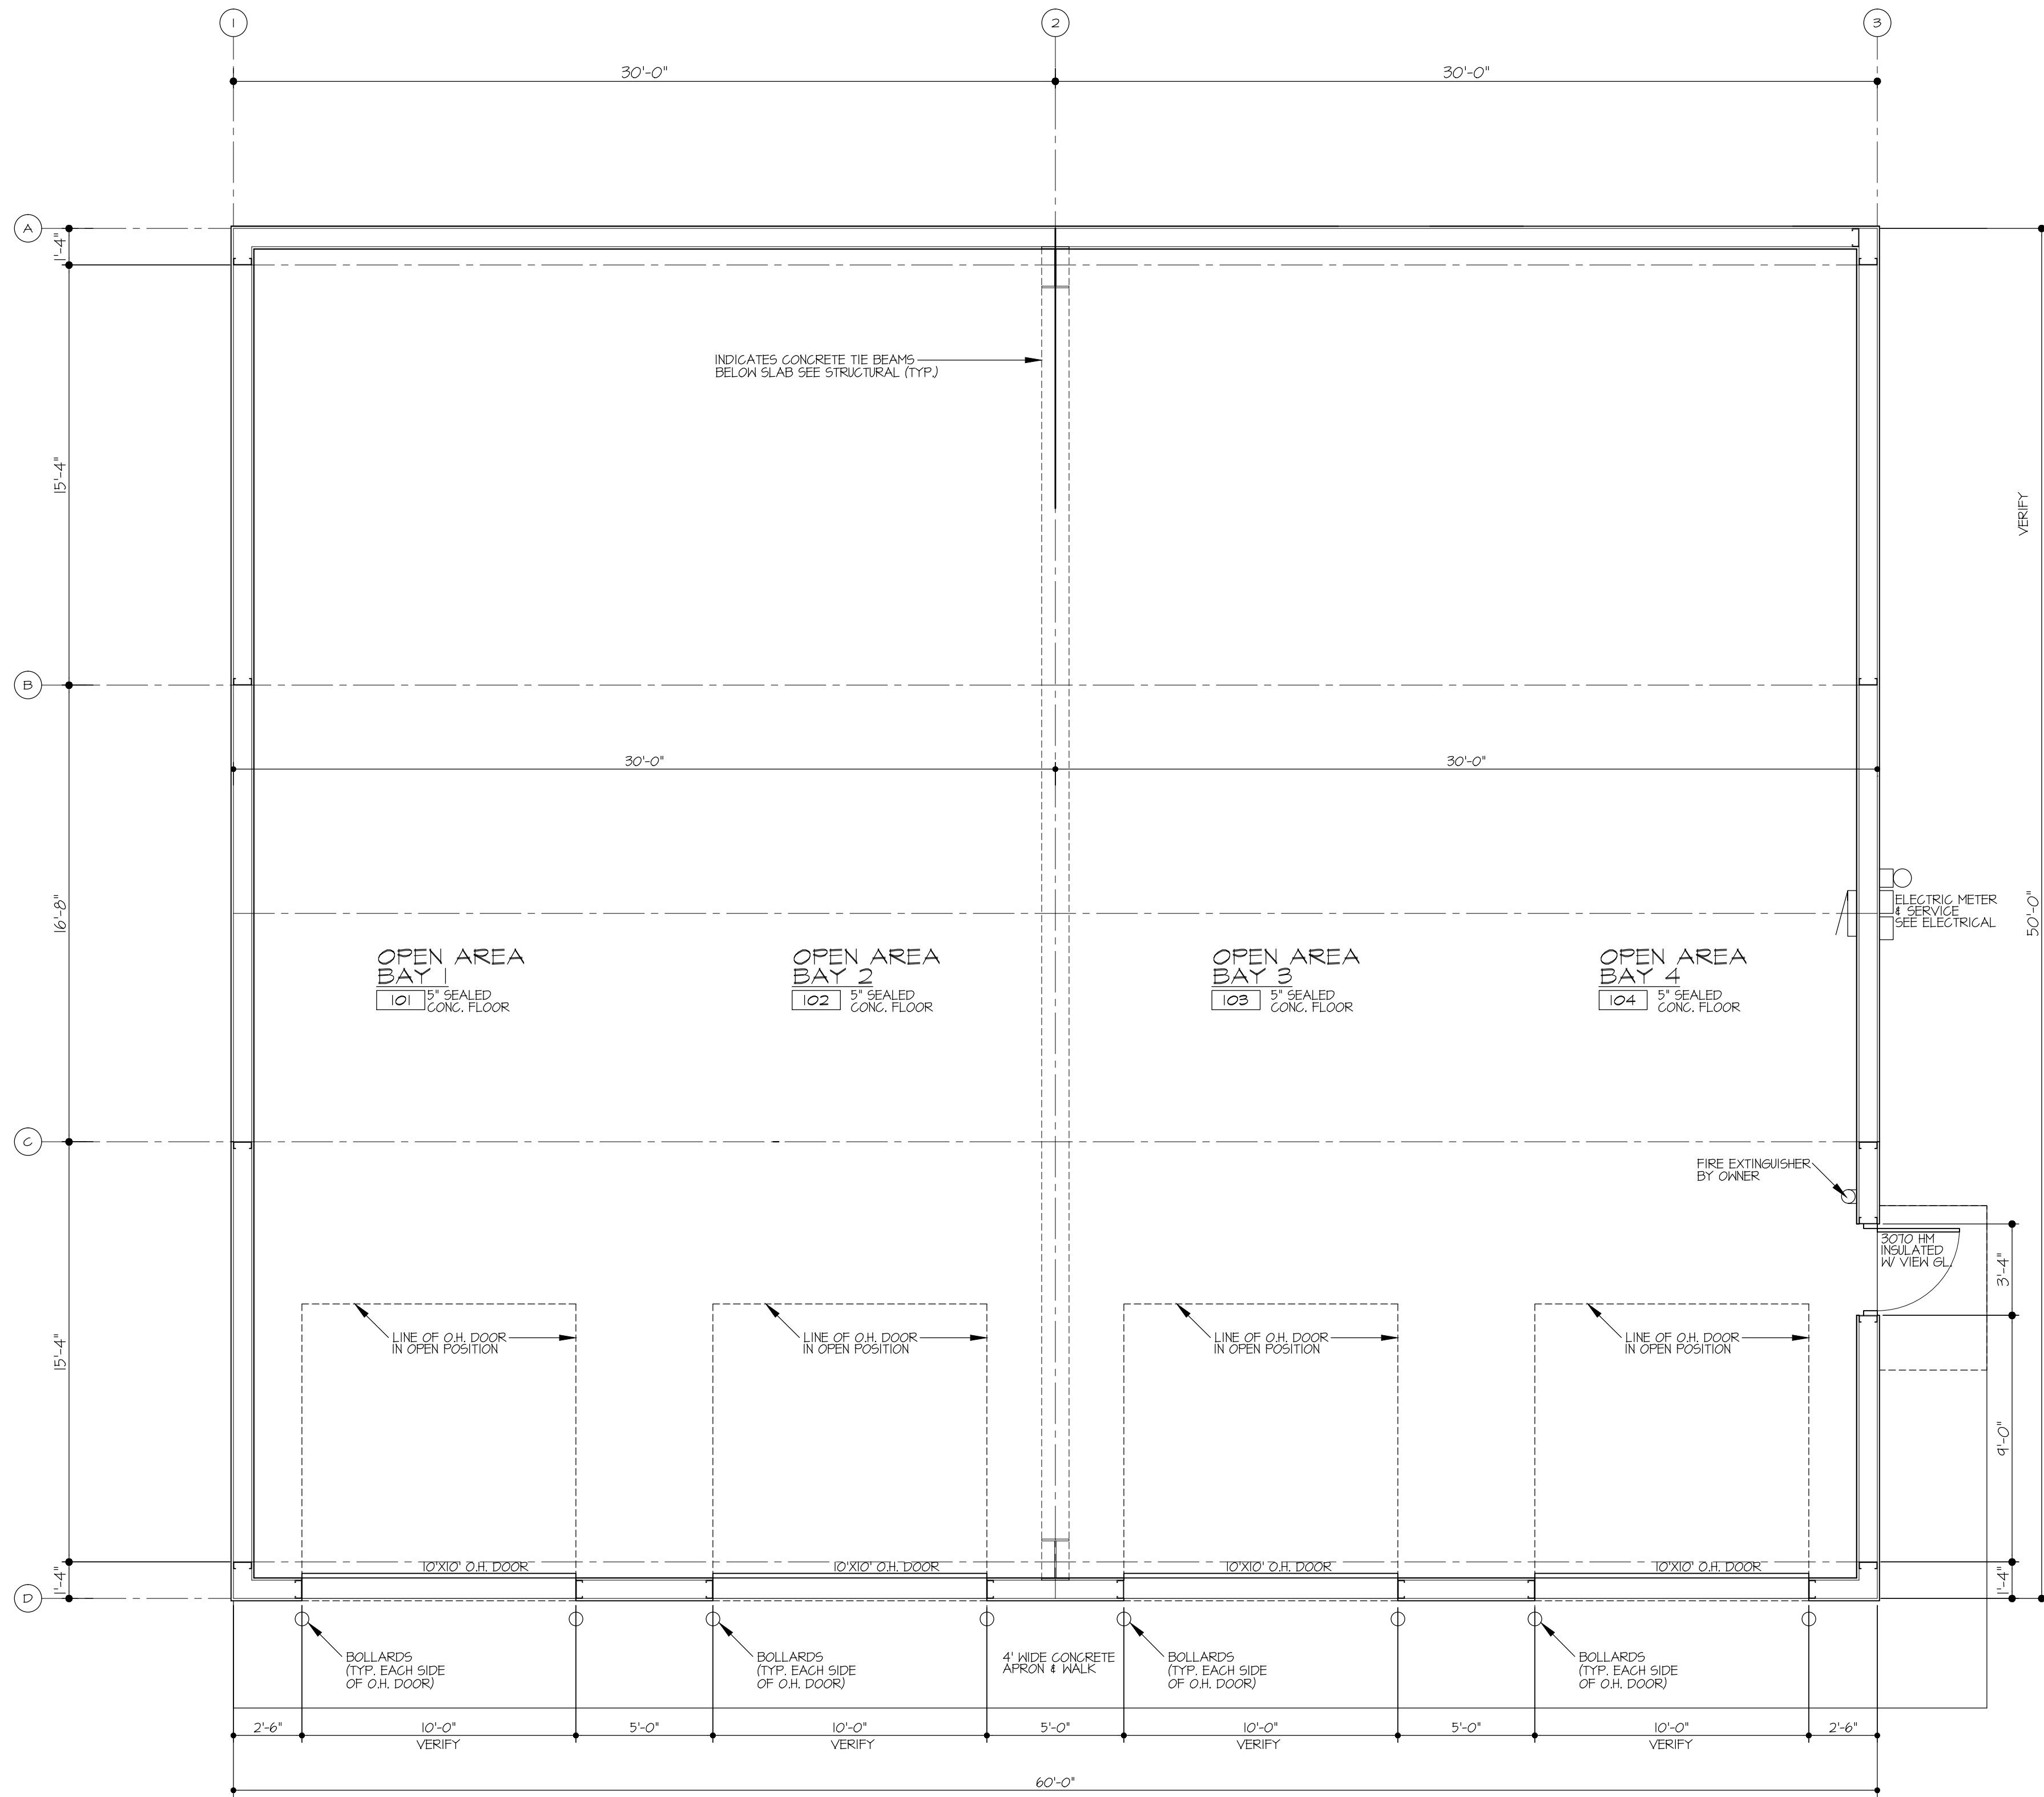 1 2 3
30'-0" 30'-0"
A
1'-4"
INDICATES CONCRETE TIE BEAMS
BELOW SLAB SEE STRUCTURAL (TYP.)
15'-4"
VERIFY
B
30'-0" 30'-0"
16'-8"
50'-0"
ELECTRIC METER
& SERVICE
SEE ELECTRICAL
OPEN AREA
BAY 1
101
5" SEALED
CONC. FLOOR
OPEN AREA
BAY 2
102
5" SEALED
CONC. FLOOR
OPEN AREA
BAY 3
103
5" SEALED
CONC. FLOOR
OPEN AREA
BAY 4
104
5" SEALED
CONC. FLOOR
C
FIRE EXTINGUISHER
BY OWNER
3070 HM
INSULATED
W/ VIEW GL.
3'-4"
15'-4"
LINE OF O.H. DOOR
IN OPEN POSITION
LINE OF O.H. DOOR
IN OPEN POSITION
LINE OF O.H. DOOR
IN OPEN POSITION
LINE OF O.H. DOOR
IN OPEN POSITION
9'-0"
10'X10' O.H. DOOR 10'X10' O.H. DOOR 10'X10' O.H. DOOR 10'X10' O.H. DOOR
1'-4" 1'-4"
D
BOLLARDS
(TYP. EACH SIDE
OF O.H. DOOR)
BOLLARDS
(TYP. EACH SIDE
OF O.H. DOOR)
4' WIDE CONCRETE
APRON & WALK
BOLLARDS
(TYP. EACH SIDE
OF O.H. DOOR)
BOLLARDS
(TYP. EACH SIDE
OF O.H. DOOR)
2'-6" 10'-0" 5'-0" 10'-0" 5'-0" 10'-0" 5'-0" 10'-0" 2'-6"
VERIFY VERIFY VERIFY VERIFY
60'-0"